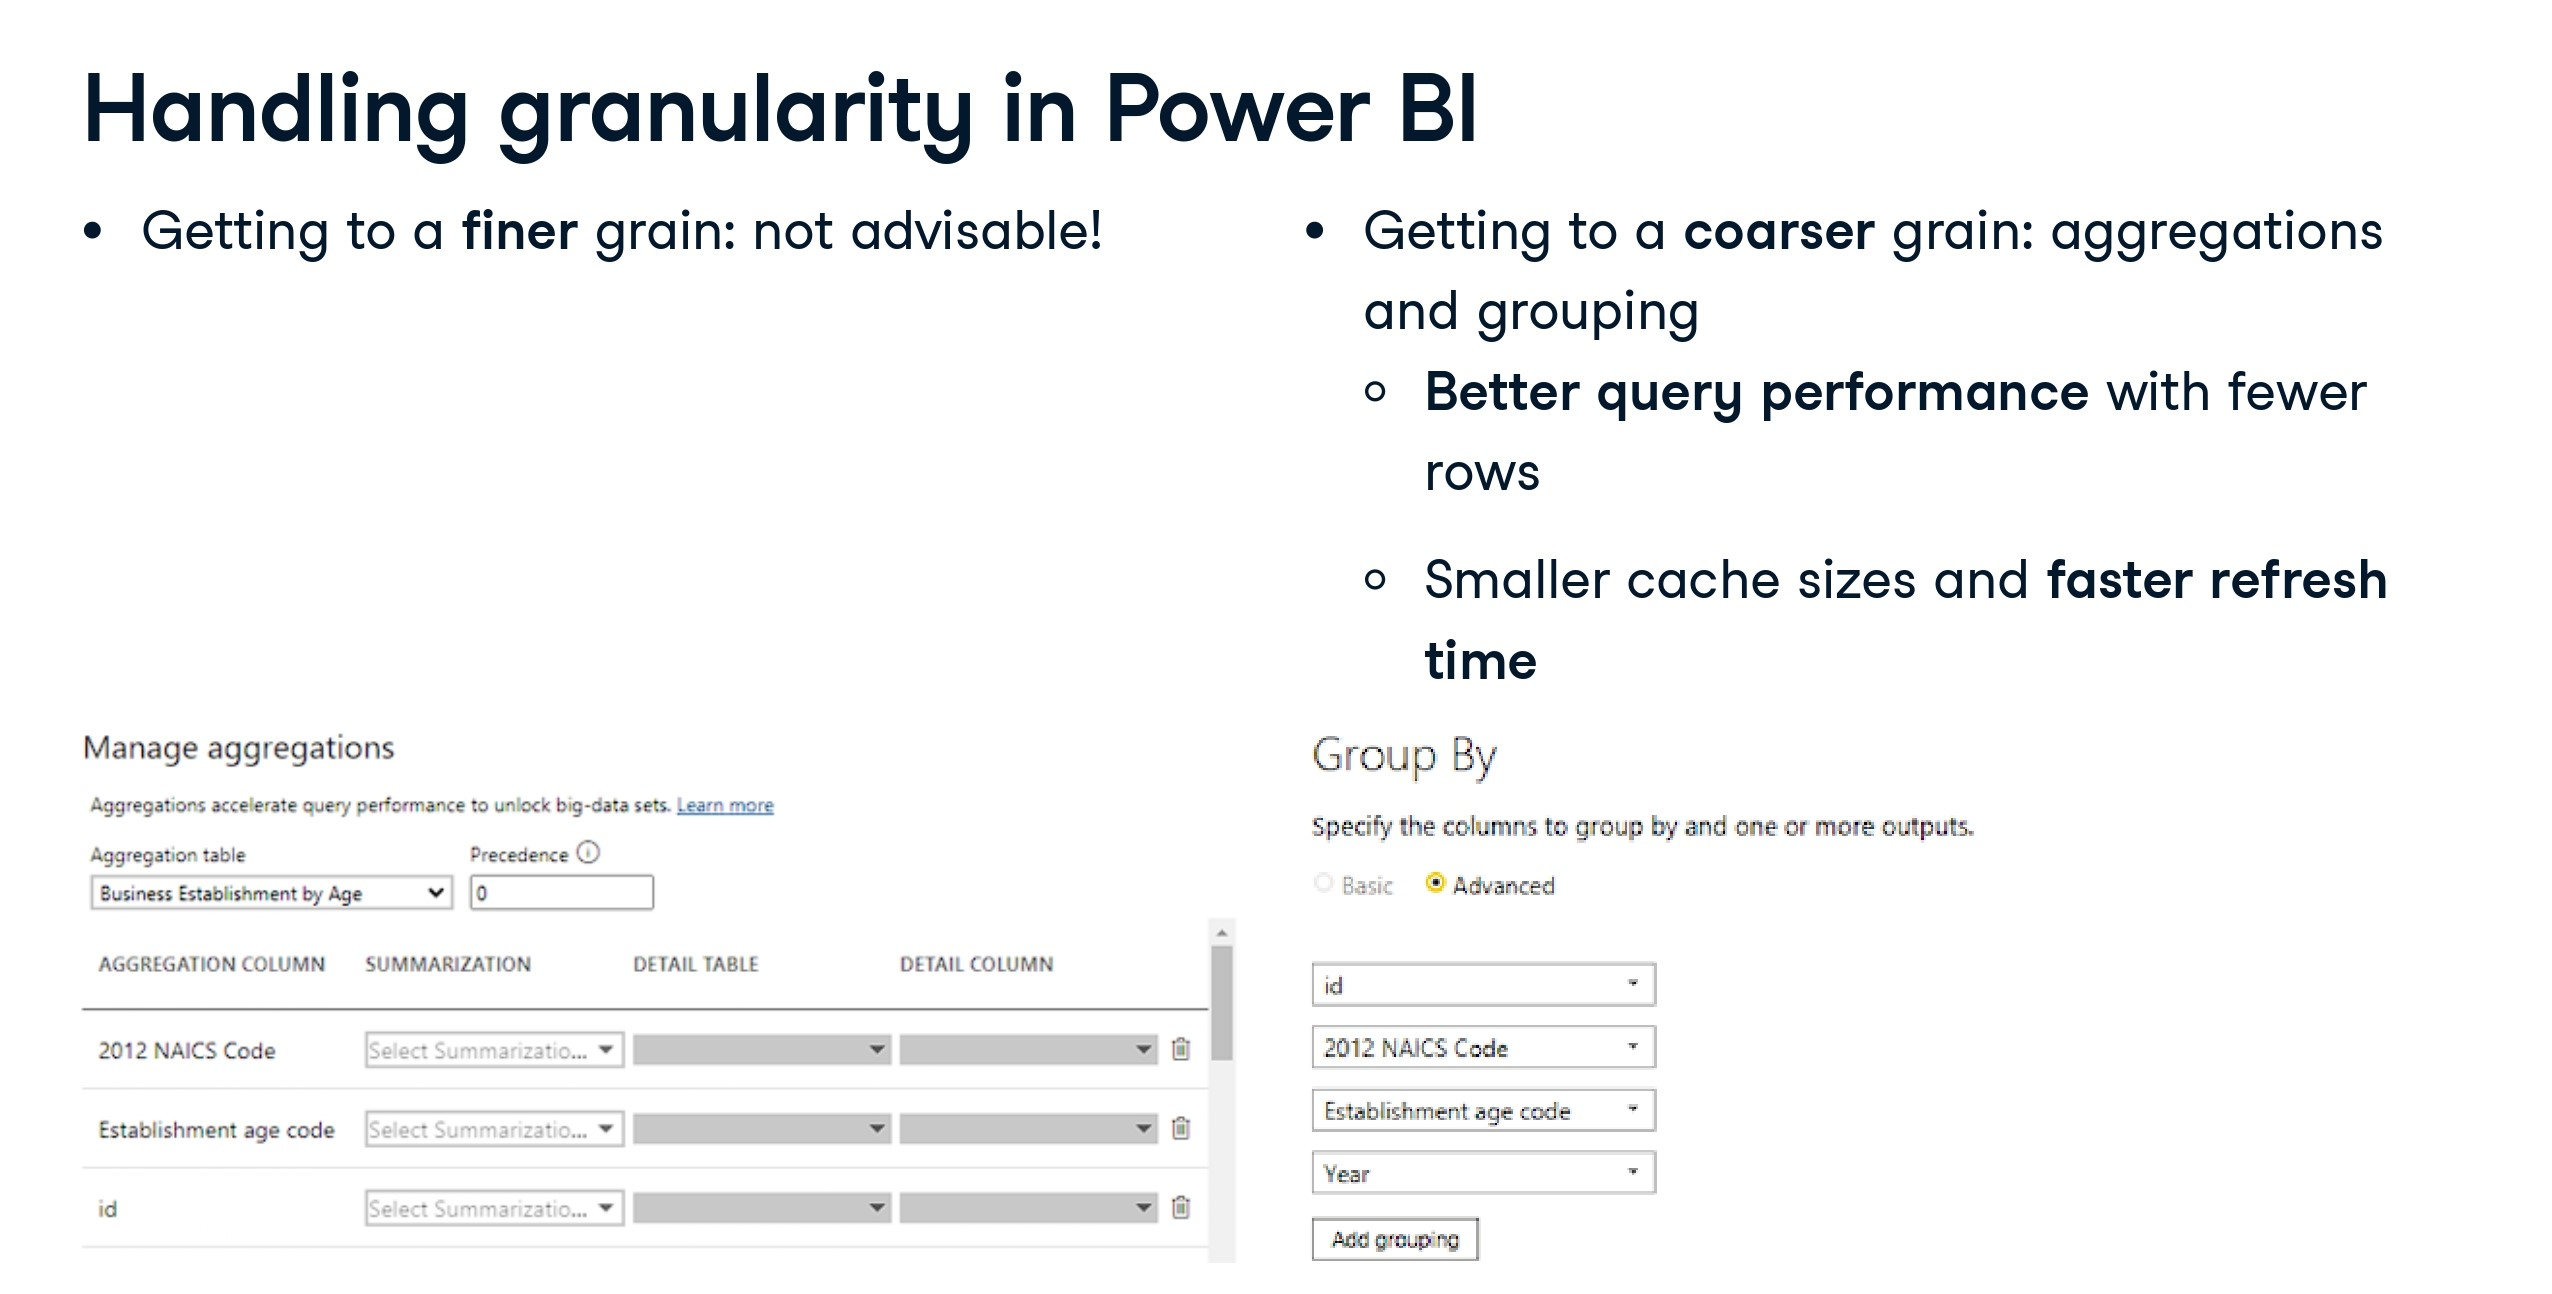 Handling granularity in Power BI
• Getting to a finer grain: not advisable!
• Getting to a coarser grain: aggregations
and grouping
○ Better query performance with fewer
rows
○ Smaller cache sizes and faster refresh
time
Manage aggregations
Aggregations accelerate query performance to unlock big-data sets. Learn more
Aggregation table Precedence
Business Establishment by Age 0
AGGREGATION COLUMN SUMMARIZATION DETAIL TABLE DETAIL COLUMN
2012 NAICS Code Select Summarizatio...
Establishment age code Select Summarizatio...
id Select Summarizatio...
Group By
Specify the columns to group by and one or more outputs.
Basic Advanced
id
2012 NAICS Code
Establishment age code
Year
Add grouping